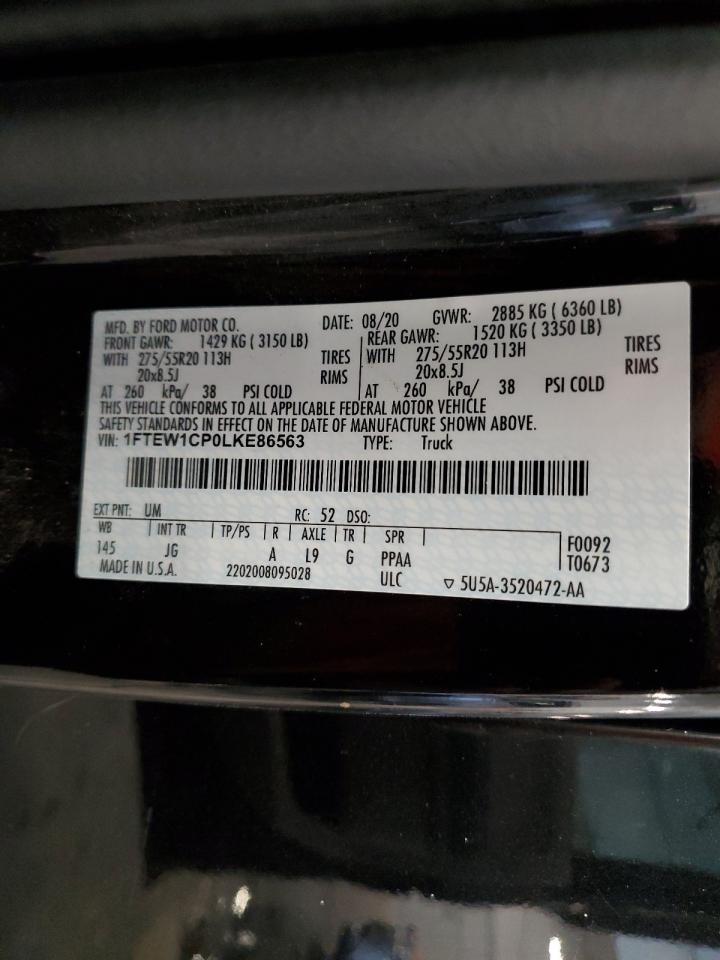 MFD. BY FORD MOTOR CO. DATE: 08/20 GVWR: 2885 KG ( 6360 LB)
FRONT GAWR: 1429 KG ( 3150 LB) REAR GAWR: 1520 KG ( 3350 LB)
WITH 275/55R20 113H TIRES WITH 275/55R20 113H TIRES
20x8.5J RIMS 20x8.5J RIMS
AT 260 kPa/ 38 PSI COLD AT 260 kPa/ 38 PSI COLD
THIS VEHICLE CONFORMS TO ALL APPLICABLE FEDERAL MOTOR VEHICLE
SAFETY STANDARDS IN EFFECT ON THE DATE OF MANUFACTURE SHOWN ABOVE.
VIN: 1FTEW1CP0LKE86563 TYPE: Truck
EXT PNT: UM RC: 52 DSO:
WB INT TR TP/PS R AXLE TR SPR F0092
145 JG A L9 G PPAA T0673
MADE IN U.S.A. 2202008095028 ULC ▽ 5U5A-3520472-AA